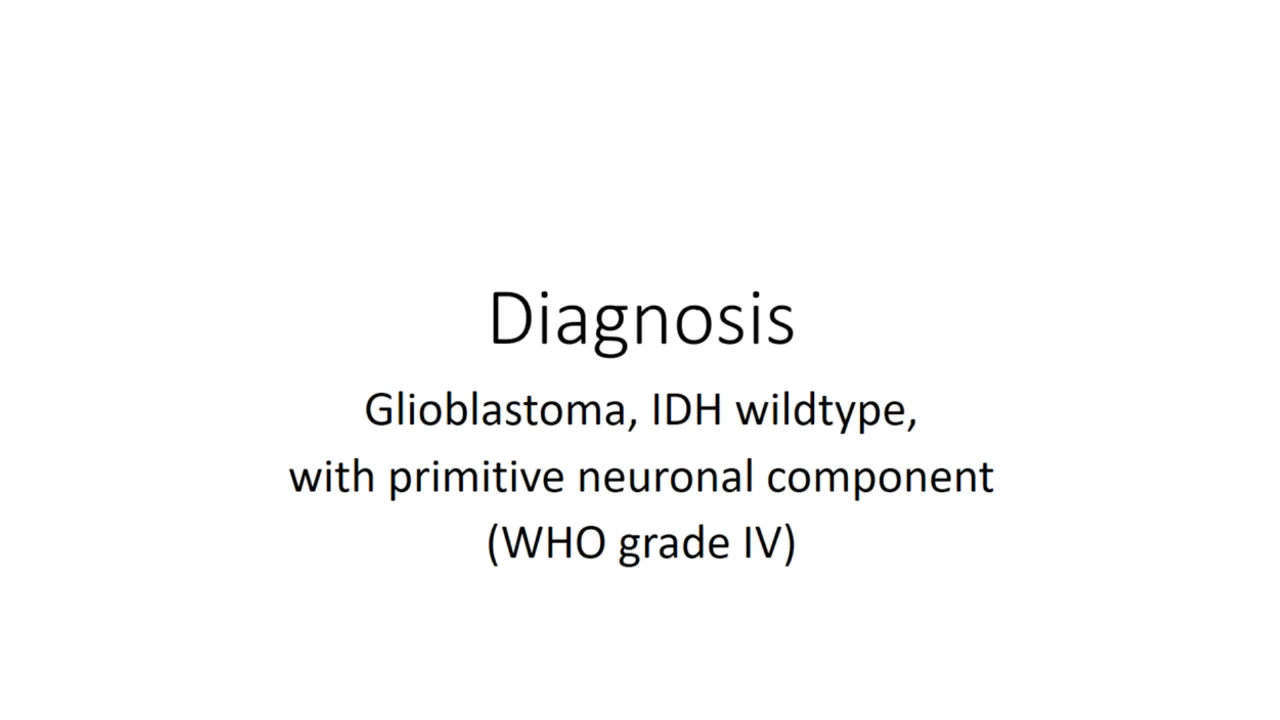 Diagnosis
Glioblastoma, IDH wildtype,
with primitive neuronal component
(WHO grade IV)